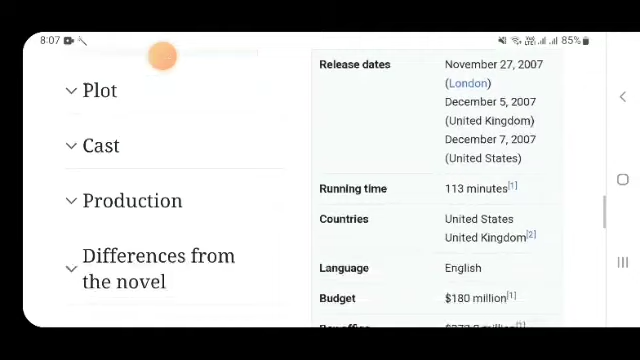 8:07
85%
Plot
Cast
Production
Differences from
the novel
Release dates
November 27, 2007
(London)
December 5, 2007
(United Kingdom)
December 7, 2007
(United States)
Running time
113 minutes[1]
Countries
United States
United Kingdom[2]
Language
English
Budget
$180 million[1]